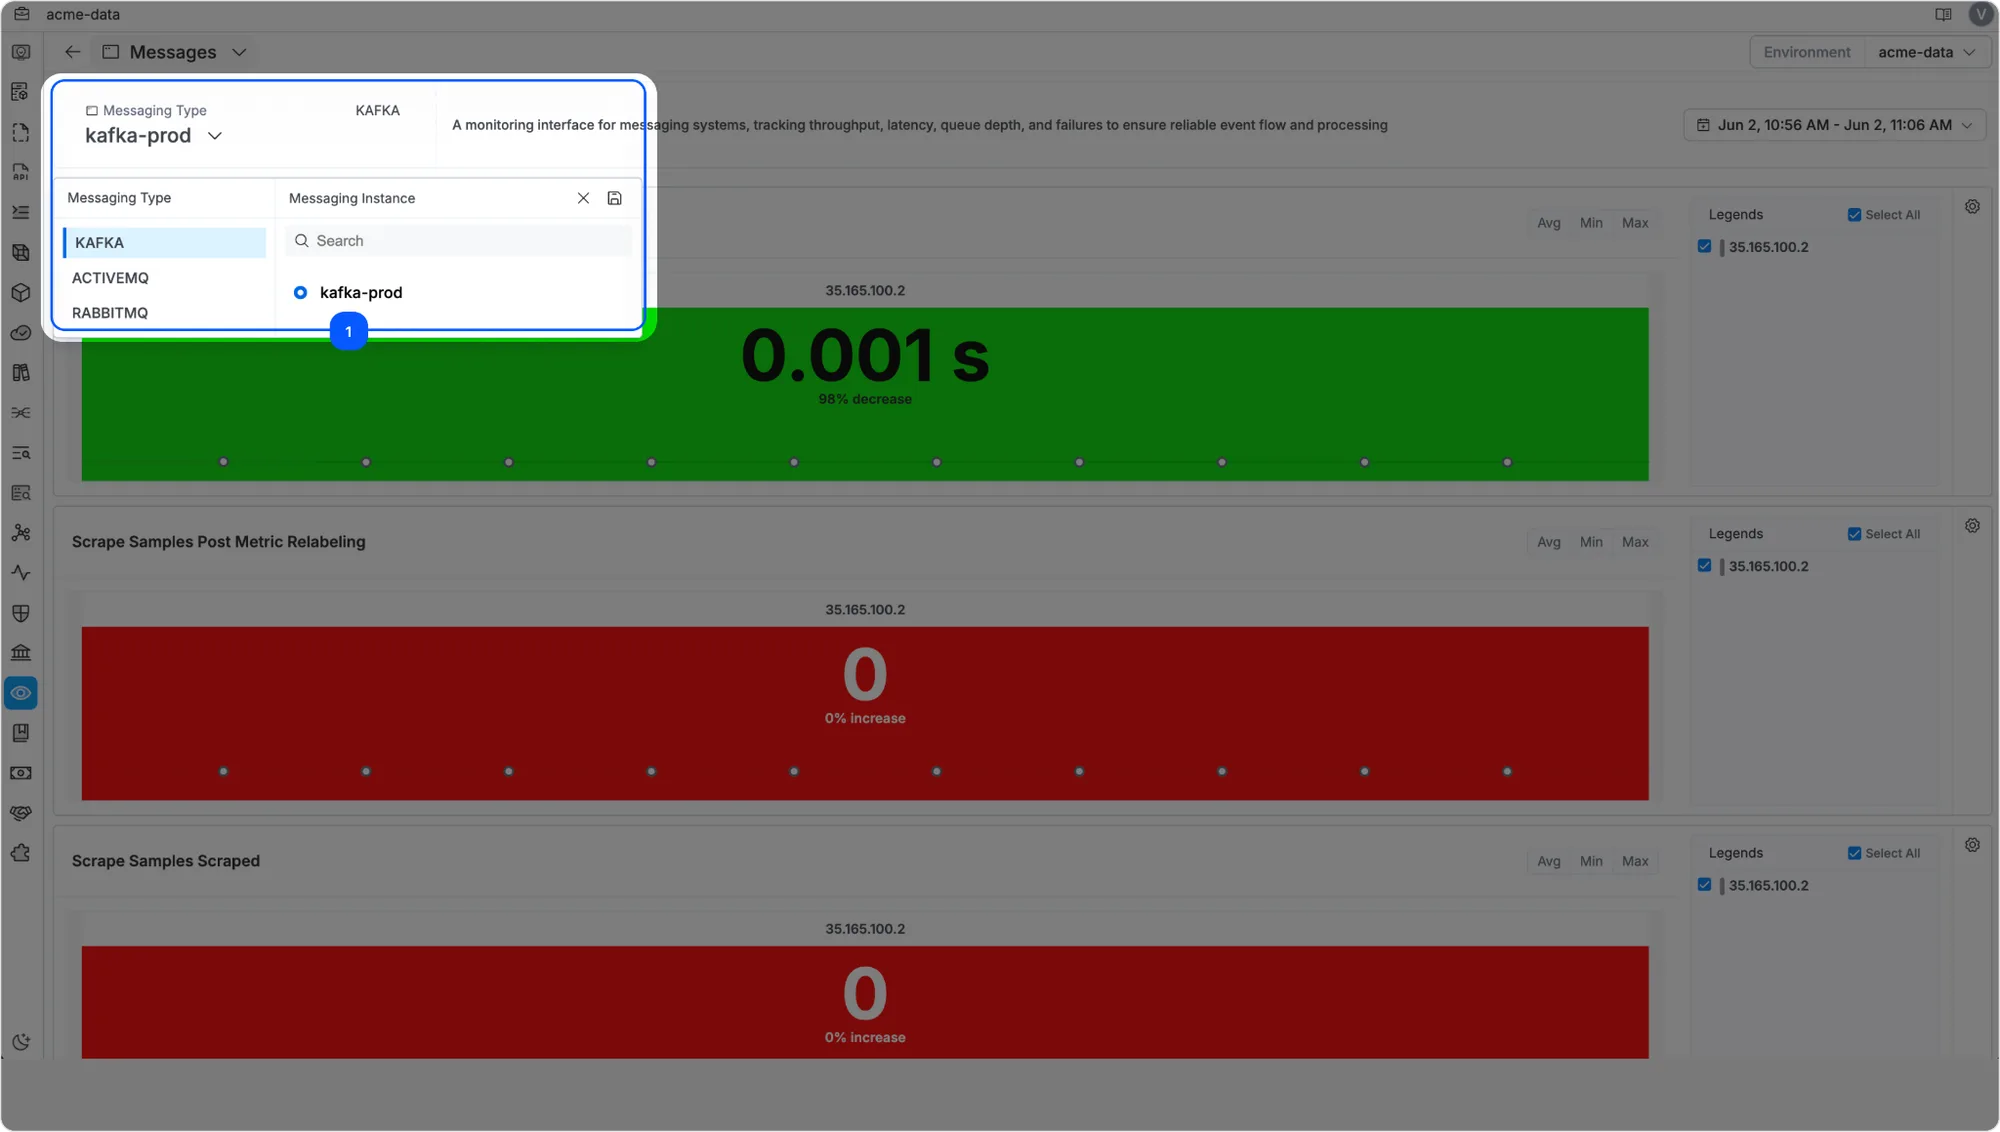 acme-data
V
Messages
Environment
acme-data
Messaging Type
KAFKA
kafka-prod
A monitoring interface for messaging systems, tracking throughput, latency, queue depth, and failures to ensure reliable event flow and processing
Jun 2, 10:56 AM - Jun 2, 11:06 AM
Messaging Type
Messaging Instance
KAFKA
Search
ACTIVEMQ
kafka-prod
RABBITMQ
1
Avg Min Max
Legends
Select All
35.165.100.2
35.165.100.2
0.001 s
98% decrease
Scrape Samples Post Metric Relabeling
Avg Min Max
Legends
Select All
35.165.100.2
35.165.100.2
0
0% increase
Scrape Samples Scraped
Avg Min Max
Legends
Select All
35.165.100.2
35.165.100.2
0
0% increase
API